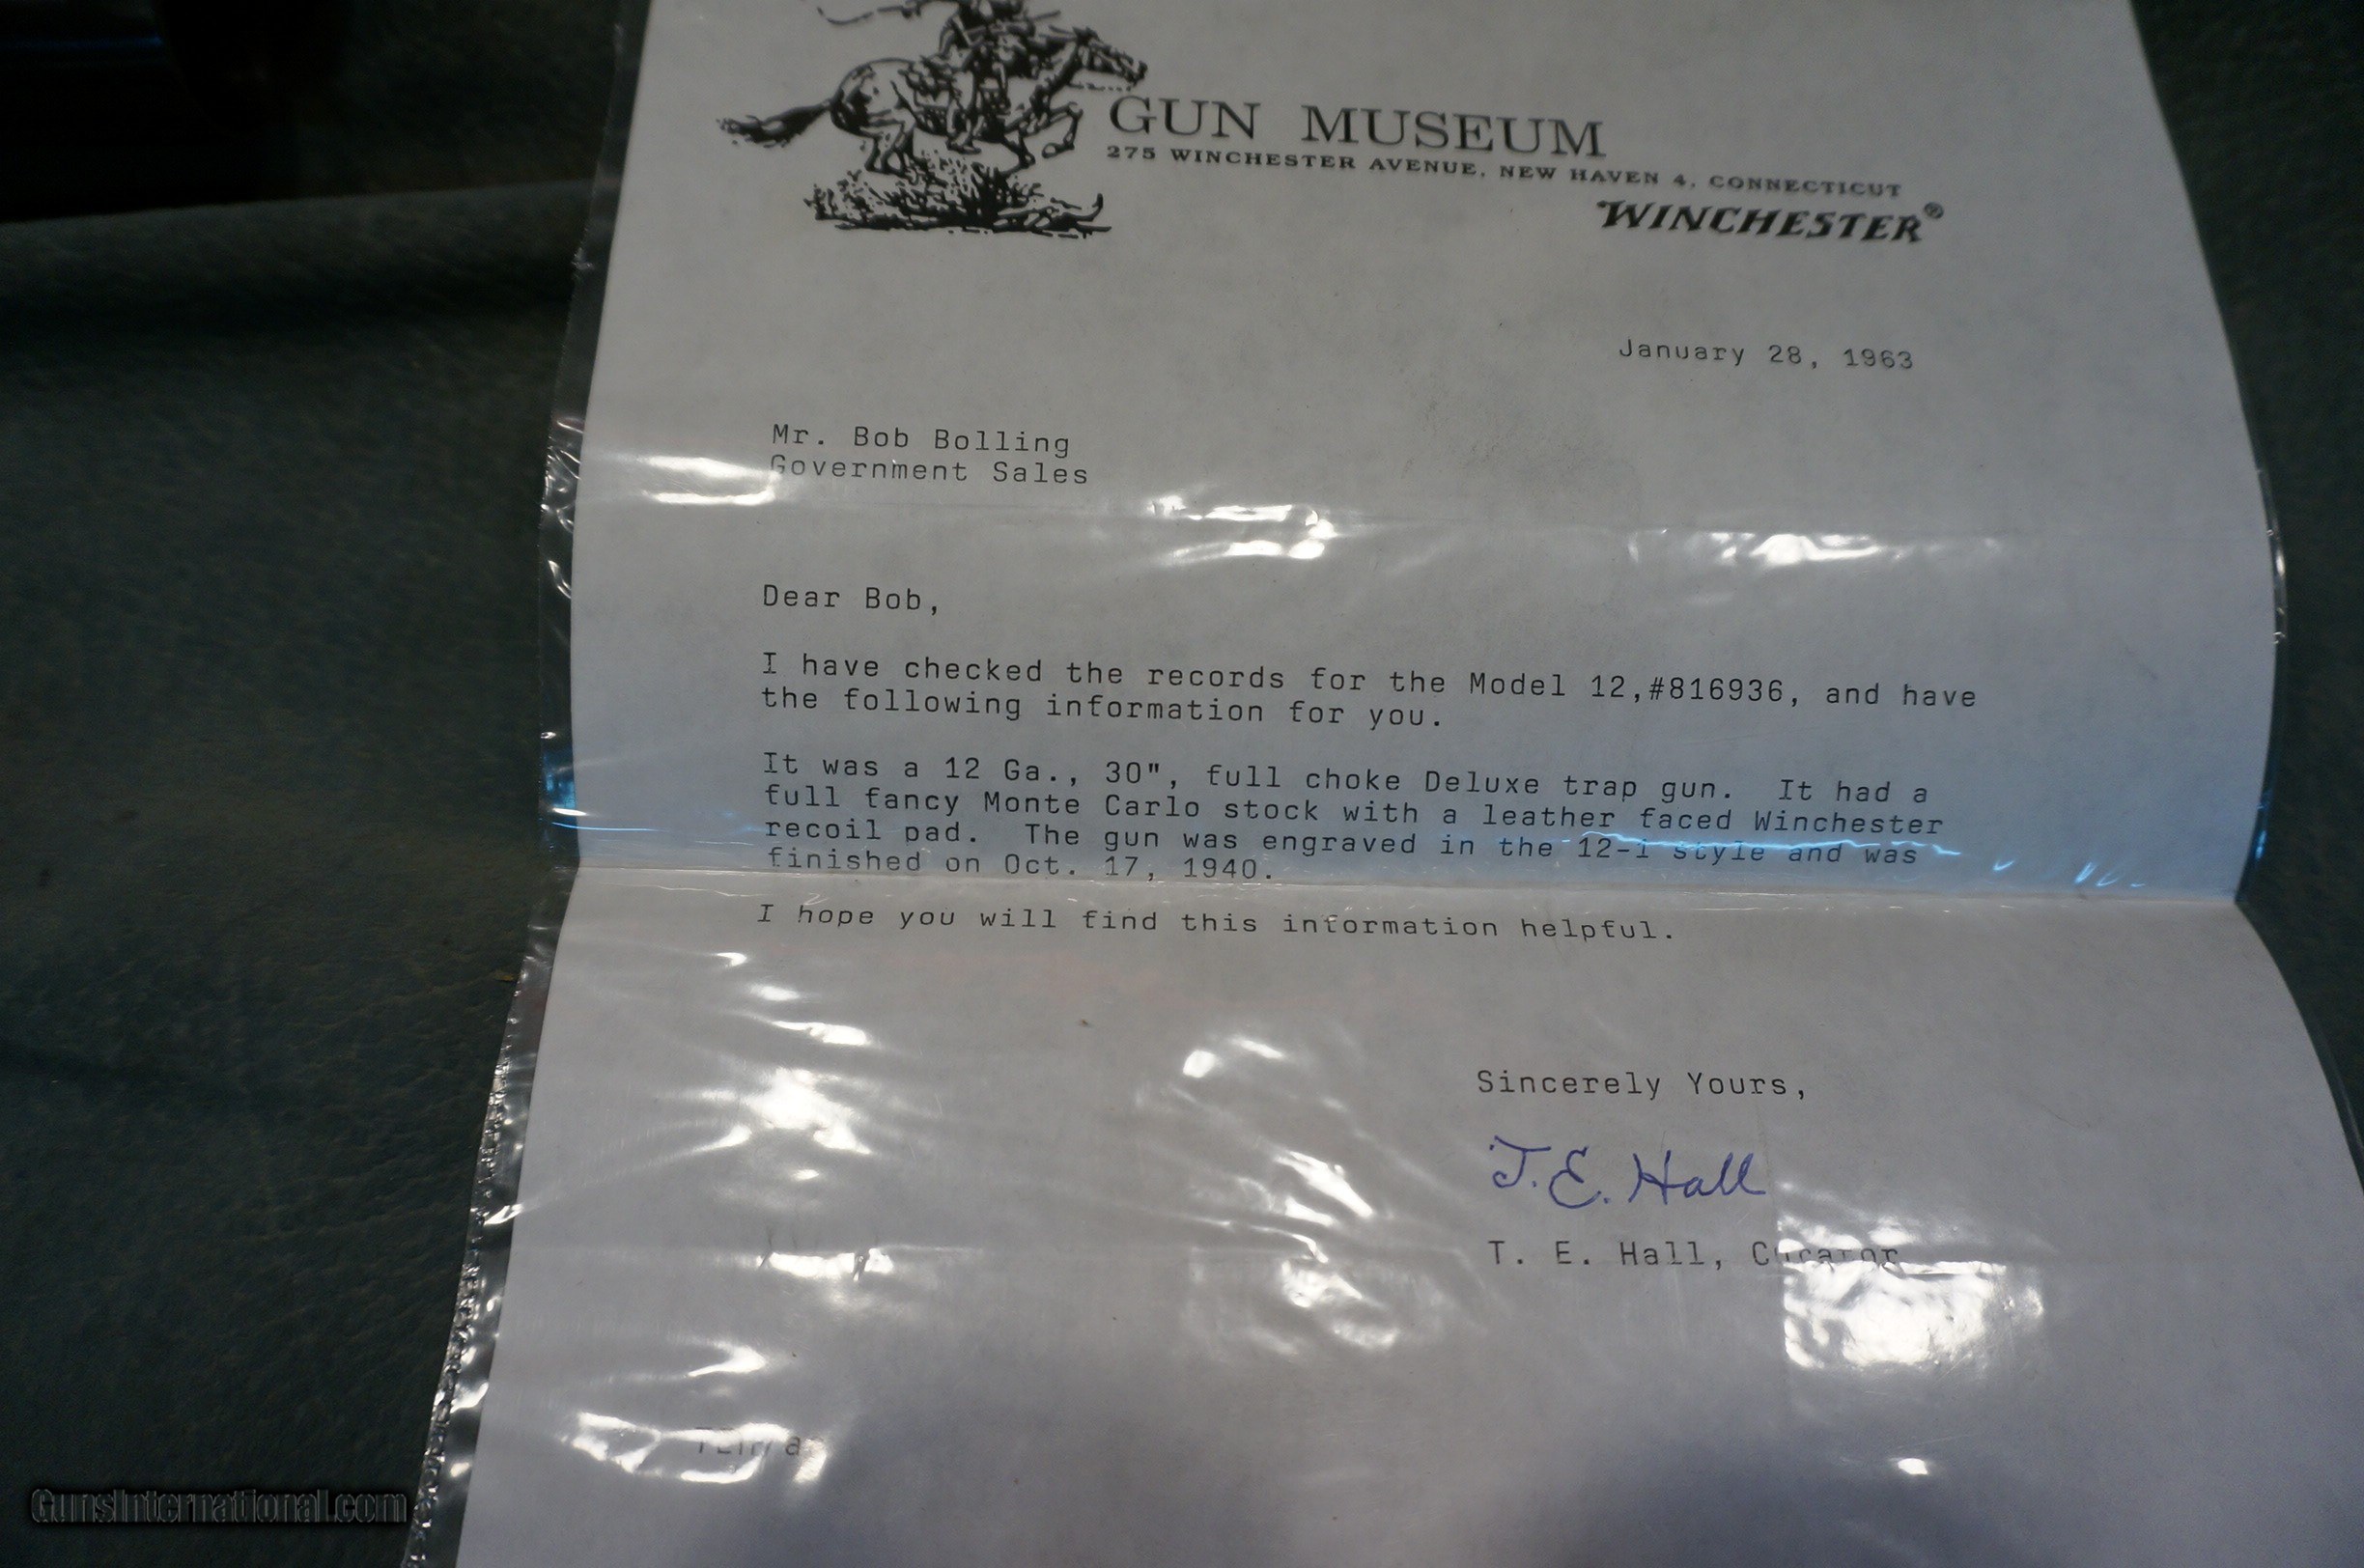 GUN MUSEUM
275 WINCHESTER AVENUE, NEW HAVEN 4, CONNECTICUT
WINCHESTER®
January 28, 1963
Mr. Bob Bolling
Government Sales
Dear Bob,
I have checked the records for the Model 12,#816936, and have
the following information for you.
It was a 12 Ga., 30", full choke Deluxe trap gun. It had a
full fancy Monte Carlo stock with a leather faced Winchester
recoil pad. The gun was engraved in the 12-1 style and was
finished on Oct. 17, 1940.
I hope you will find this information helpful.
Sincerely Yours,
T.E. Hall
T. E. Hall, Curator
GunsInternational.com